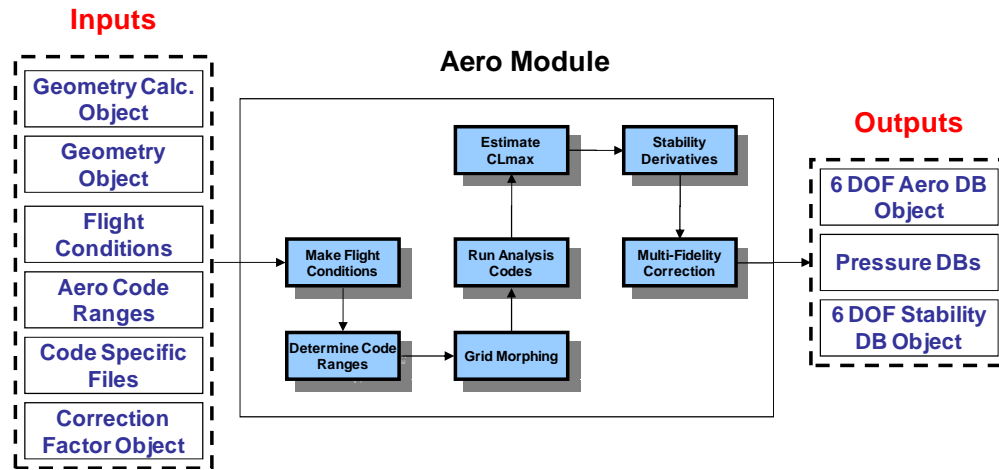 Inputs
Geometry Calc.
Object
Geometry
Object
Flight
Conditions
Aero Code
Ranges
Code Specific
Files
Correction
Factor Object
Aero Module
Make Flight
Conditions
Determine Code
Ranges
Grid Morphing
Run Analysis
Codes
Estimate
CLmax
Stability
Derivatives
Multi-Fidelity
Correction
Outputs
6 DOF Aero DB
Object
Pressure DBs
6 DOF Stability
DB Object